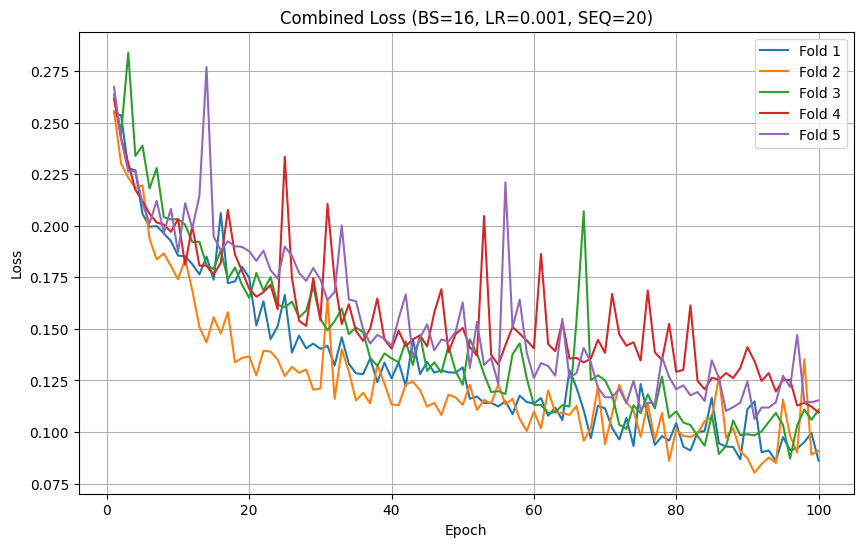 Combined Loss (BS=16, LR=0.001, SEQ=20)
Fold 1
Fold 2
Fold 3
Fold 4
Fold 5
0.275
0.250
0.225
0.200
0.175
0.150
0.125
0.100
0.075
Loss
0 20 40 60 80 100
Epoch